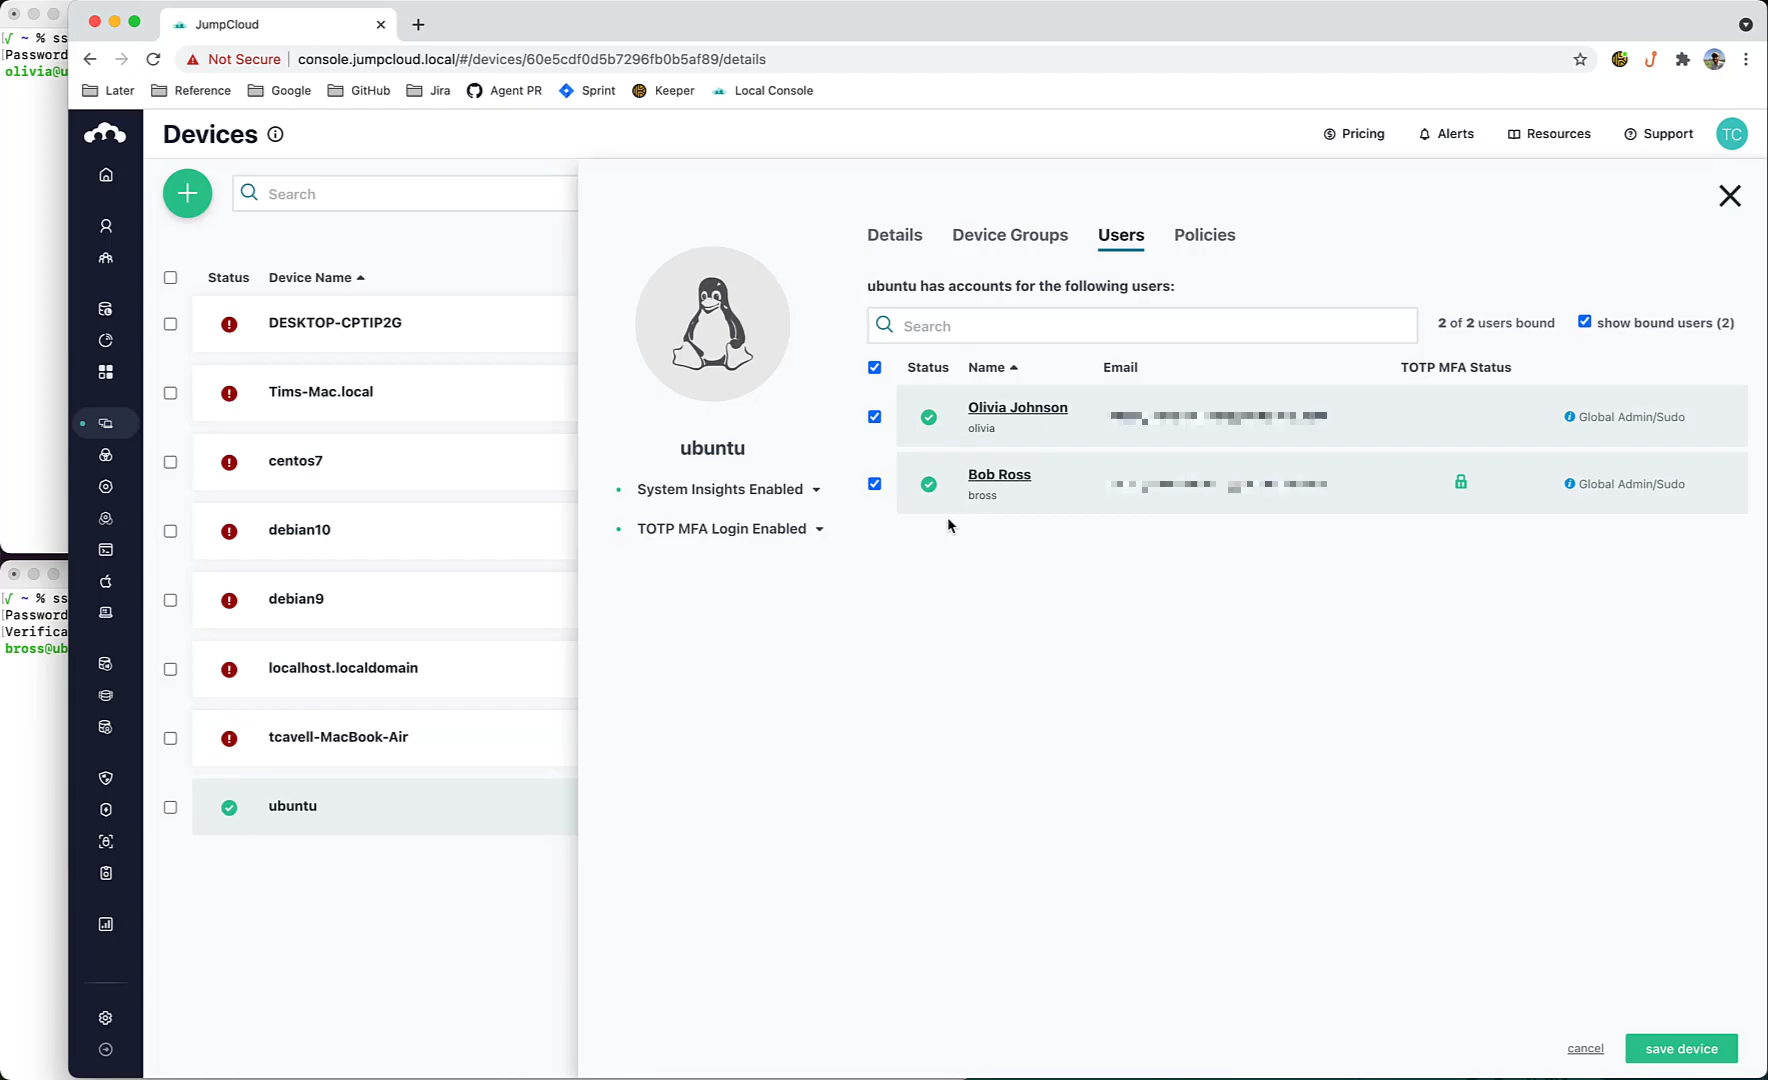 √ ~ % ss
Password
olivia@u
√ ~ % ss
Password
Verifica
bross@ub
JumpCloud
Not Secure
console.jumpcloud.local/#/devices/60e5cdf0d5b7296fb0b5af89/details
Later
Reference
Google
GitHub
Jira
Agent PR
Sprint
Keeper
Local Console
Devices
Pricing
Alerts
Resources
Support
TC
Search
Status
Device Name
DESKTOP-CPTIP2G
Tims-Mac.local
centos7
debian10
debian9
localhost.localdomain
tcavell-MacBook-Air
ubuntu
ubuntu
System Insights Enabled
TOTP MFA Login Enabled
Details
Device Groups
Users
Policies
ubuntu has accounts for the following users:
Search
2 of 2 users bound
show bound users (2)
Status
Name
Email
TOTP MFA Status
Olivia Johnson
olivia
Global Admin/Sudo
Bob Ross
bross
Global Admin/Sudo
cancel
save device